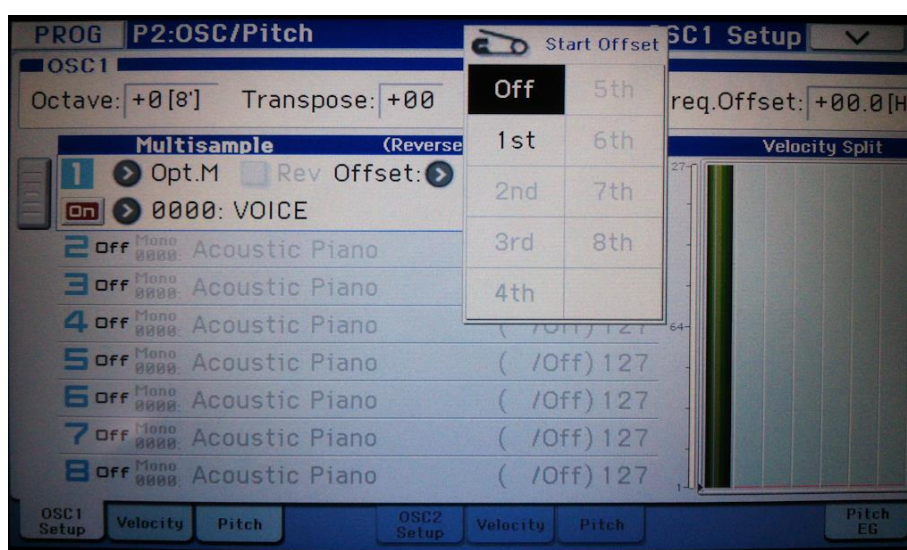 PROG P2:OSC/Pitch SC1 Setup
Start Offset
OSC1
Octave: +0[8'] Transpose: +00 req.Offset: +00.0[H
Off 5th
1st 6th
2nd 7th
3rd 8th
4th
Multisample (Reverse Velocity Split
1 Opt.M Rev Offset:
On 0000: VOICE
2 Off Mono 0000: Acoustic Piano
3 Off Mono 0000: Acoustic Piano
4 Off Mono 0000: Acoustic Piano ( /Off) 127
5 Off Mono 0000: Acoustic Piano ( /Off) 127
6 Off Mono 0000: Acoustic Piano ( /Off) 127
7 Off Mono 0000: Acoustic Piano ( /Off) 127
8 Off Mono 0000: Acoustic Piano ( /Off) 127
27
64
1
OSC1 Setup Velocity Pitch OSC2 Setup Velocity Pitch Pitch EG